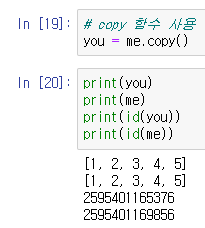 In [19]: # copy 함수 사용
you = me.copy()
In [20]: print(you)
print(me)
print(id(you))
print(id(me))
[1, 2, 3, 4, 5]
[1, 2, 3, 4, 5]
2595401165376
2595401169856